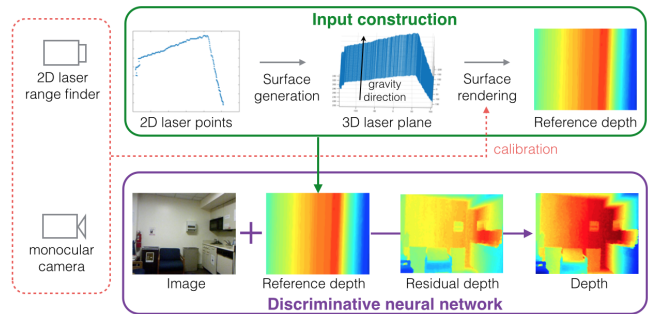 Input construction
2D laser
range finder
Surface
generation
gravity
direction
Surface
rendering
2D laser points
3D laser plane
Reference depth
calibration
monocular
camera
Image
Reference depth
Residual depth
Depth
Discriminative neural network